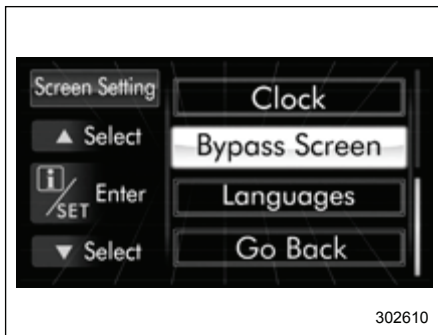 Screen Setting
▲ Select
i/SET Enter
▼ Select
Clock
Bypass Screen
Languages
Go Back
302610